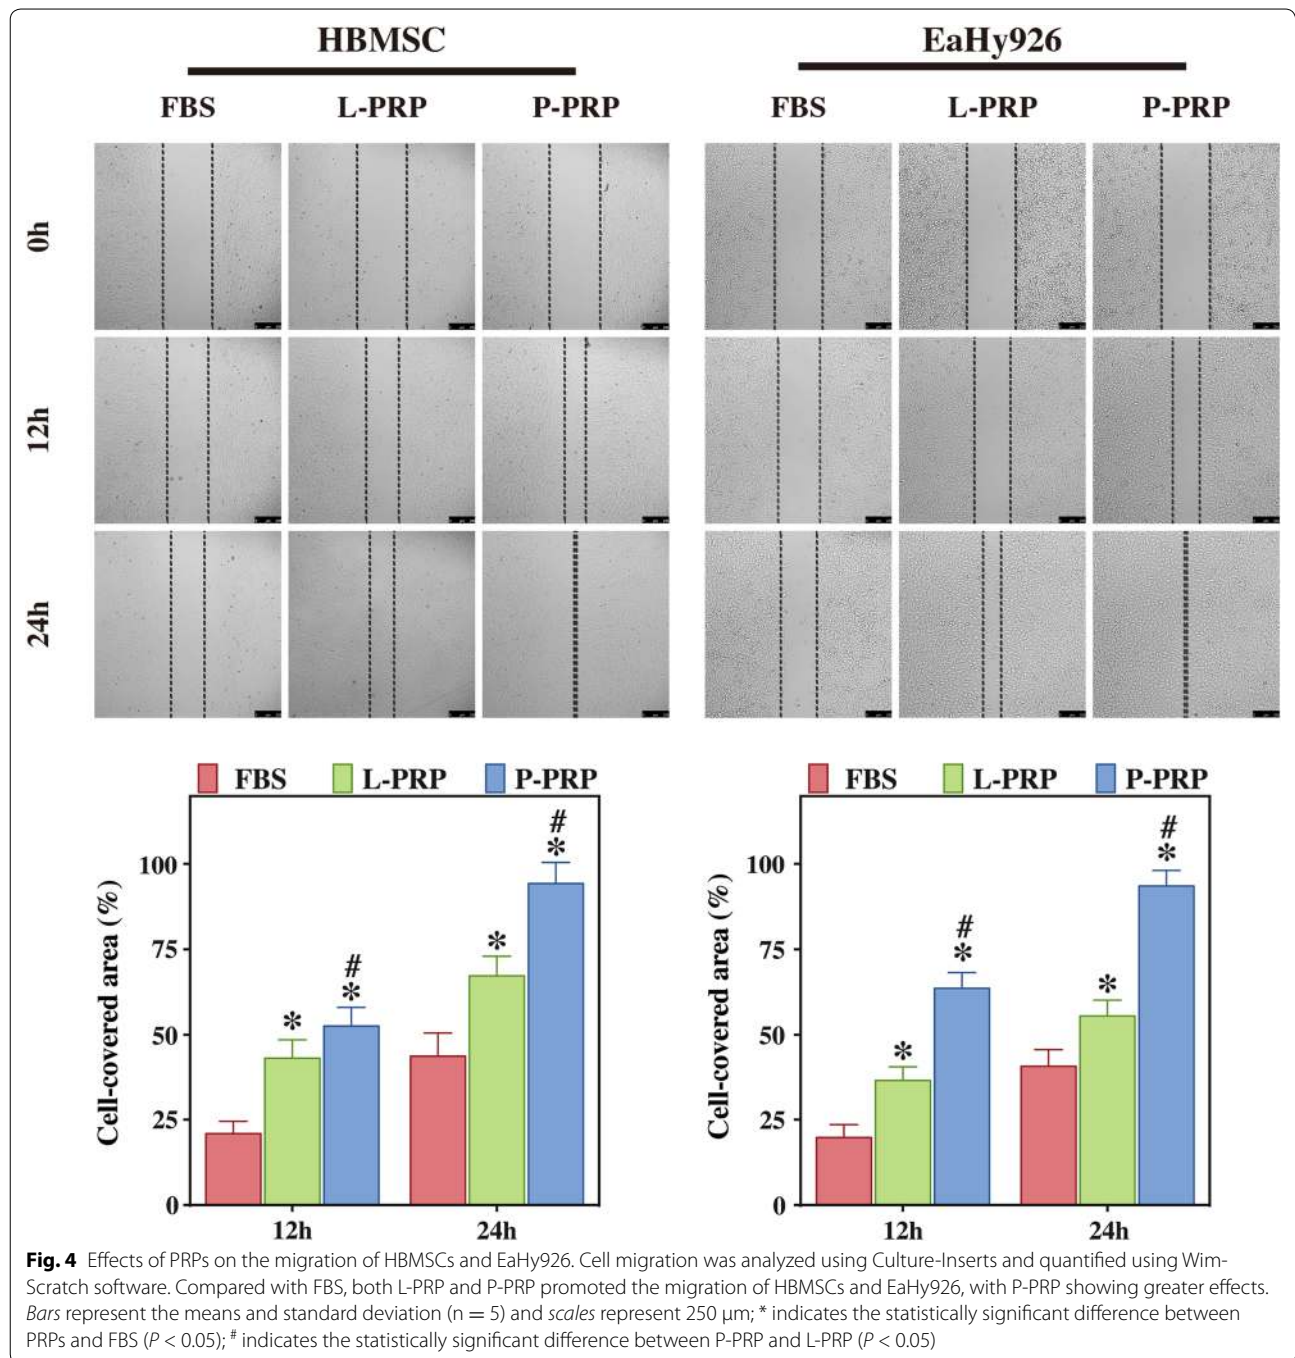 HBMSC
EaHy926
FBS L-PRP P-PRP
FBS L-PRP P-PRP
0h
12h
24h
FBS L-PRP P-PRP
Cell-covered area (%)
100
75
50
25
0
*
*
#
*
*
#
12h 24h
FBS L-PRP P-PRP
Cell-covered area (%)
100
75
50
25
0
*
*
#
*
*
#
12h 24h
Fig. 4 Effects of PRPs on the migration of HBMSCs and EaHy926. Cell migration was analyzed using Culture-Inserts and quantified using Wim-
Scratch software. Compared with FBS, both L-PRP and P-PRP promoted the migration of HBMSCs and EaHy926, with P-PRP showing greater effects.
Bars represent the means and standard deviation (n = 5) and scales represent 250 µm; * indicates the statistically significant difference between
PRPs and FBS (P < 0.05); # indicates the statistically significant difference between P-PRP and L-PRP (P < 0.05)